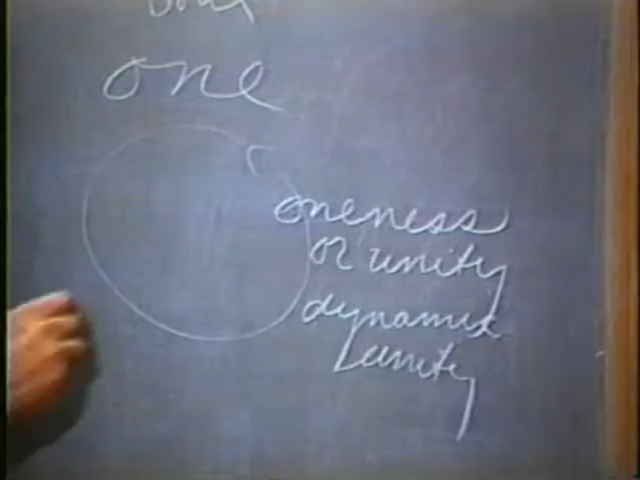 one
oneness
or unity
dynamic
unity